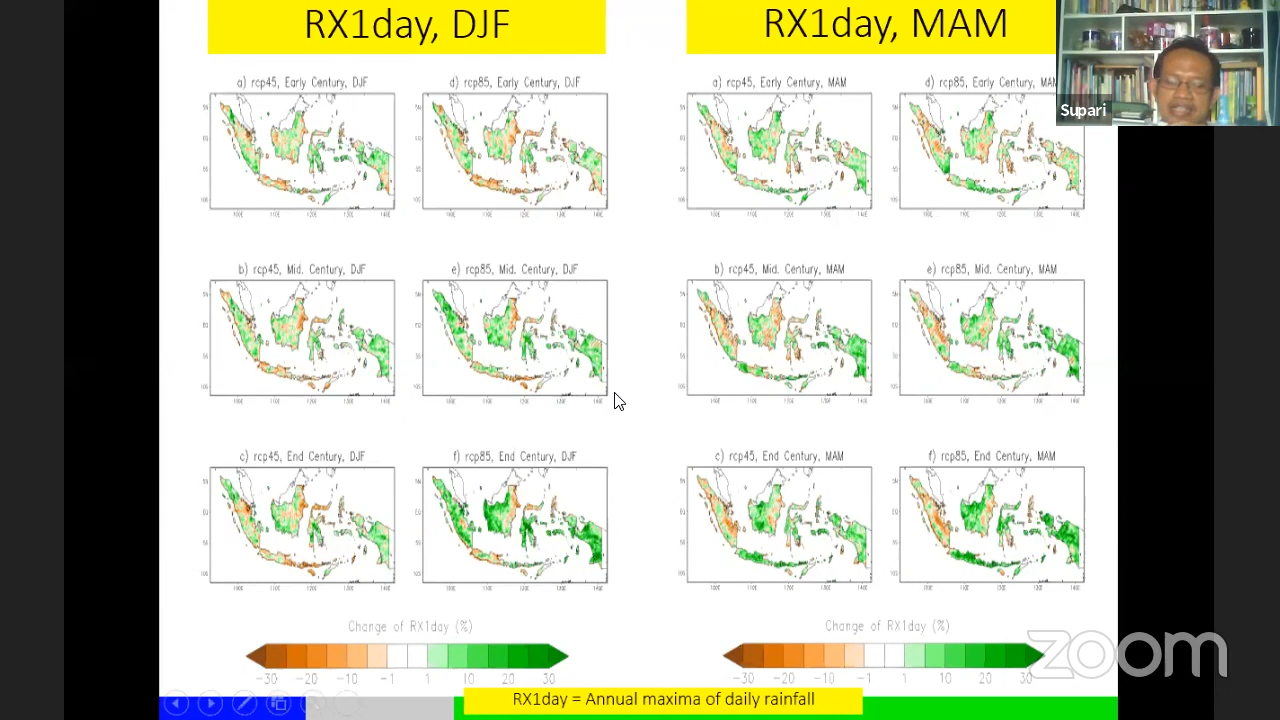 RX1day, DJF
RX1day, MAM
Supari
a) rcp45, Early Century, DJF
d) rcp85, Early Century, DJF
a) rcp45, Early Century, MAM
d) rcp85, Early Century, MAM
b) rcp45, Mid. Century, DJF
e) rcp85, Mid. Century, DJF
b) rcp45, Mid. Century, MAM
e) rcp85, Mid. Century, MAM
c) rcp45, End Century, DJF
f) rcp85, End Century, DJF
c) rcp45, End Century, MAM
f) rcp85, End Century, MAM
Change of RX1day (%)
−30 −20 −10 −1 1 10 20 30
Change of RX1day (%)
−30 −20 −10 −1 1 10 20 30
zoom
RX1day = Annual maxima of daily rainfall